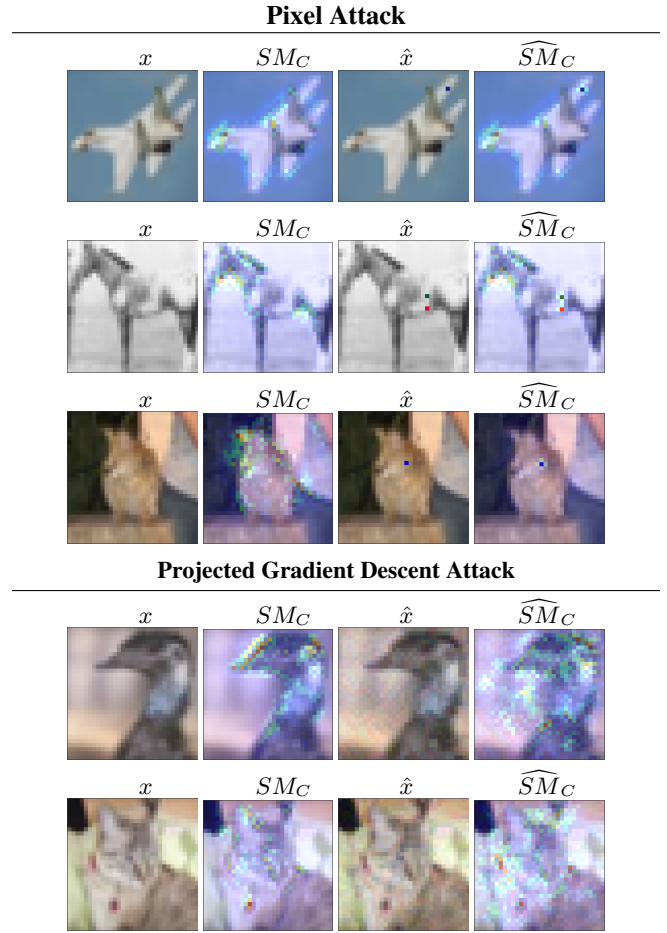 Pixel Attack
x SM_C x̂ \widehat{SM}_C
x SM_C x̂ \widehat{SM}_C
x SM_C x̂ \widehat{SM}_C
Projected Gradient Descent Attack
x SM_C x̂ \widehat{SM}_C
x SM_C x̂ \widehat{SM}_C